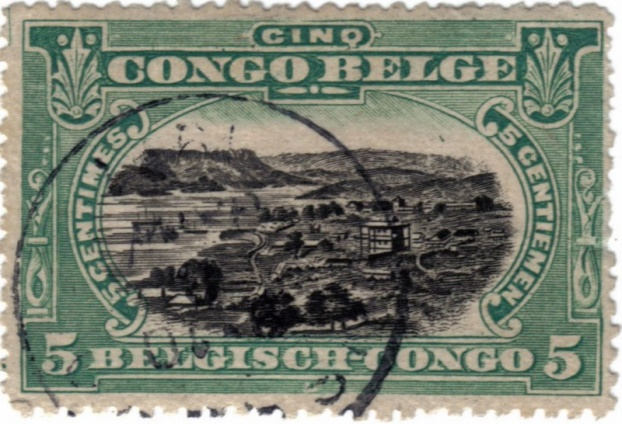 CINQ
CONGO BELGE
5 CENTIMES
5 CENTIEMEN
5 BELGISCH-CONGO 5